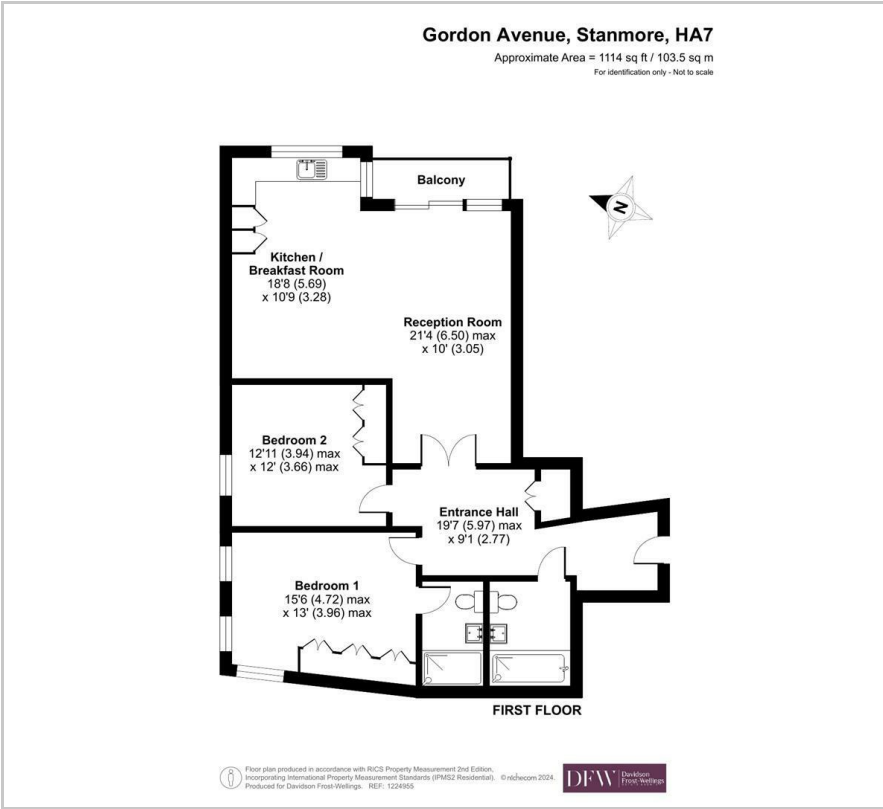 Gordon Avenue, Stanmore, HA7
Approximate Area = 1114 sq ft / 103.5 sq m
For identification only - Not to scale
Balcony
N
Kitchen /
Breakfast Room
18'8 (5.69)
x 10'9 (3.28)
Reception Room
21'4 (6.50) max
x 10' (3.05)
Bedroom 2
12'11 (3.94) max
x 12' (3.66) max
Entrance Hall
19'7 (5.97) max
x 9'1 (2.77)
Bedroom 1
15'6 (4.72) max
x 13' (3.96) max
FIRST FLOOR
Floor plan produced in accordance with RICS Property Measurement 2nd Edition,
Incorporating International Property Measurement Standards (IPMS2 Residential). ©nichecom 2024.
Produced for Davidson Frost-Wellings. REF: 1224955
DFW
Davidson
Frost-Wellings